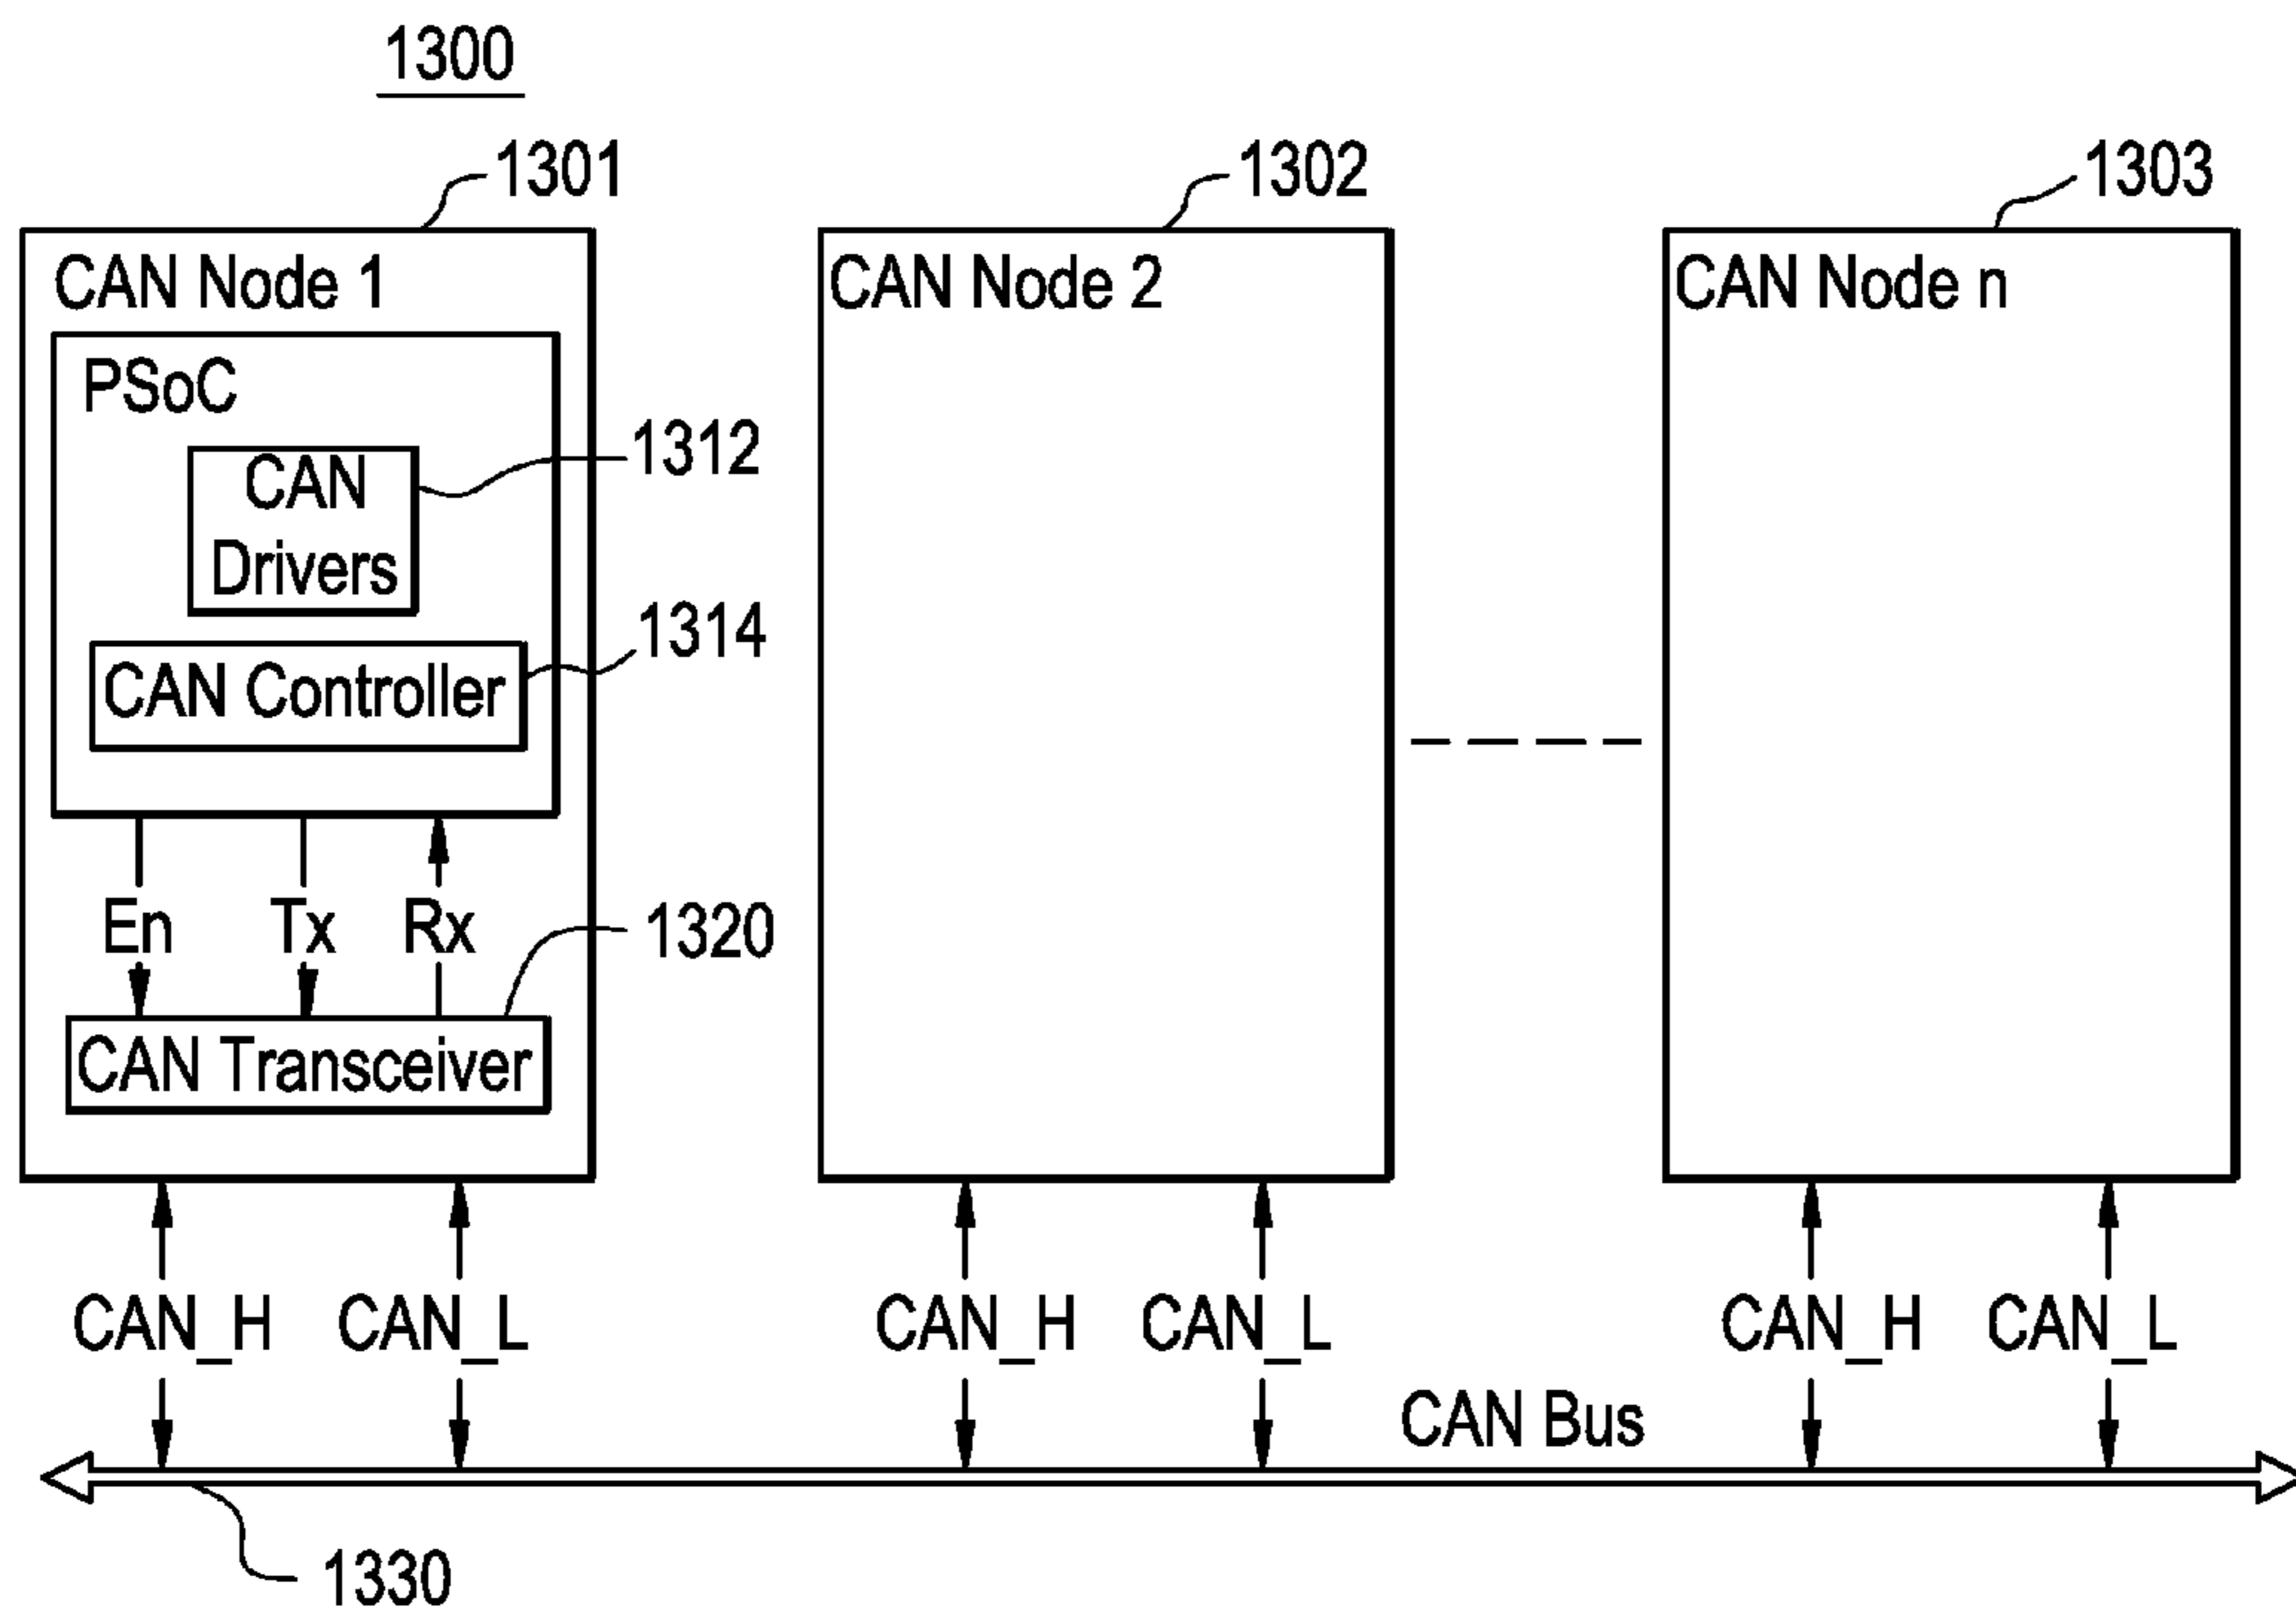 1300
1301
1302
1303
CAN Node 1
CAN Node 2
CAN Node n
PSoC
1312
CAN
Drivers
1314
CAN Controller
En Tx Rx
1320
CAN Transceiver
CAN_H CAN_L
CAN_H CAN_L
CAN_H CAN_L
CAN Bus
1330